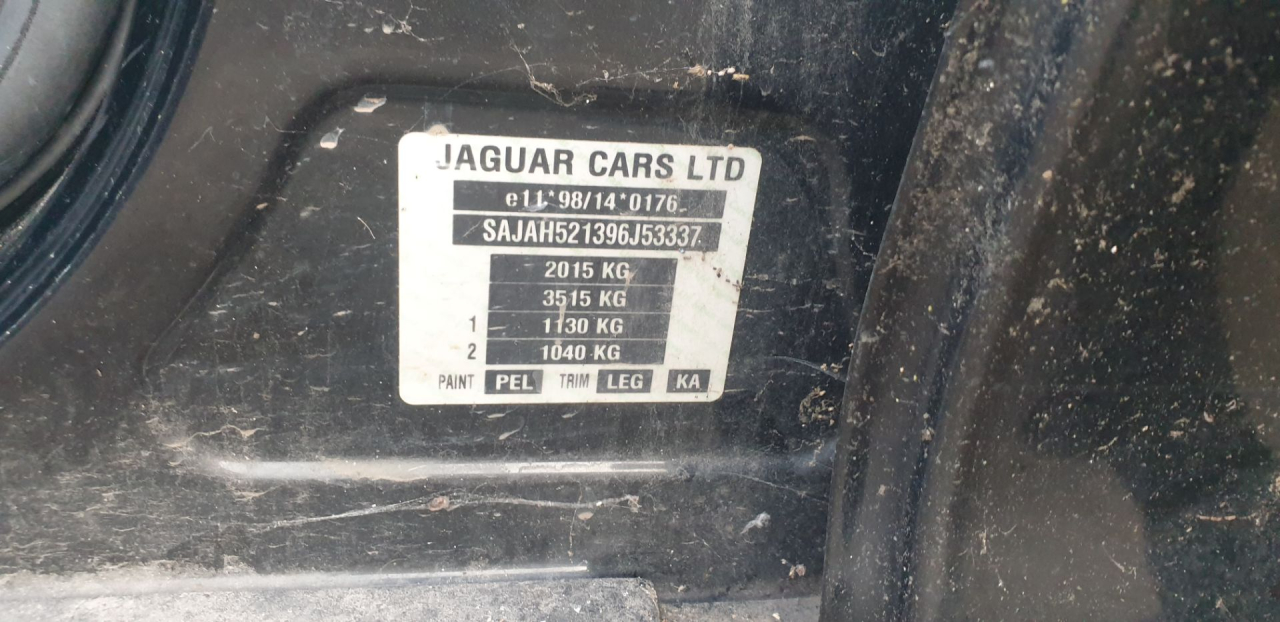 JAGUAR CARS LTD
e11*98/14*0176
SAJAH521396J53337
2015 KG
3515 KG
1 1130 KG
2 1040 KG
PAINT PEL TRIM LEG KA